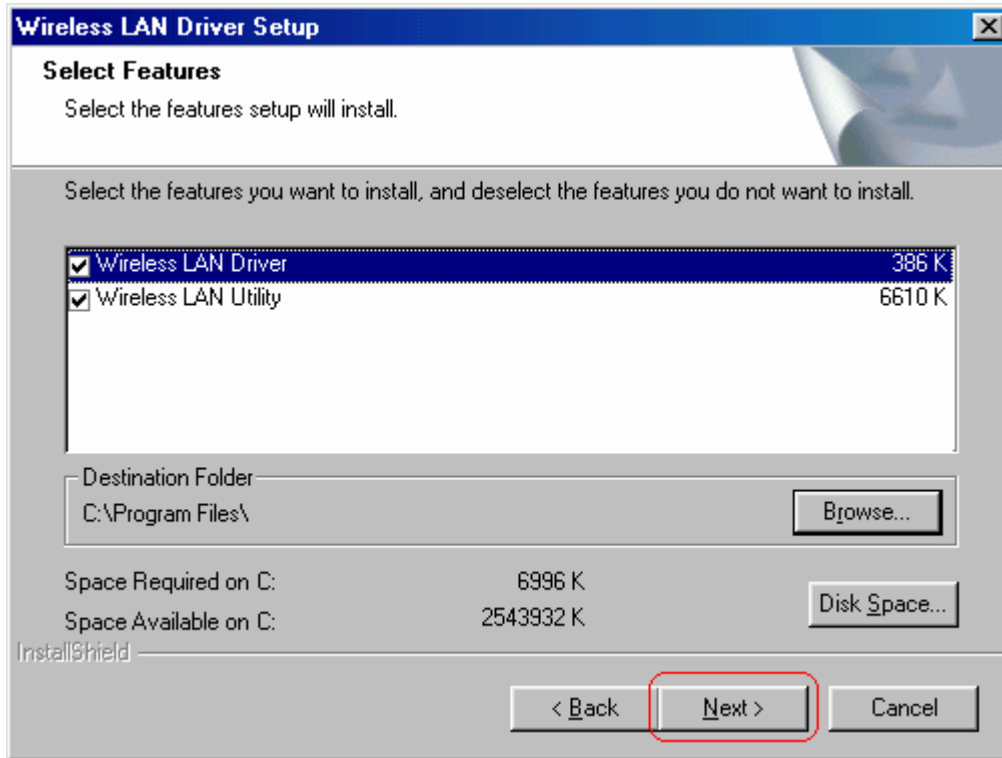 Wireless LAN Driver Setup
Select Features
Select the features setup will install.
Select the features you want to install, and deselect the features you do not want to install.
Wireless LAN Driver 386 K
Wireless LAN Utility 6610 K
Destination Folder
C:\Program Files\
Browse...
Space Required on C: 6996 K
Space Available on C: 2543932 K
Disk Space...
InstallShield
< Back Next > Cancel